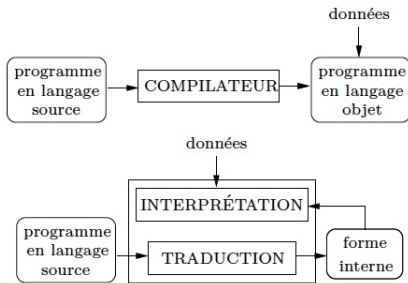 données
programme
en langage
source
COMPILATEUR
programme
en langage
objet
données
INTERPRÉTATION
programme
en langage
source
TRADUCTION
forme
interne